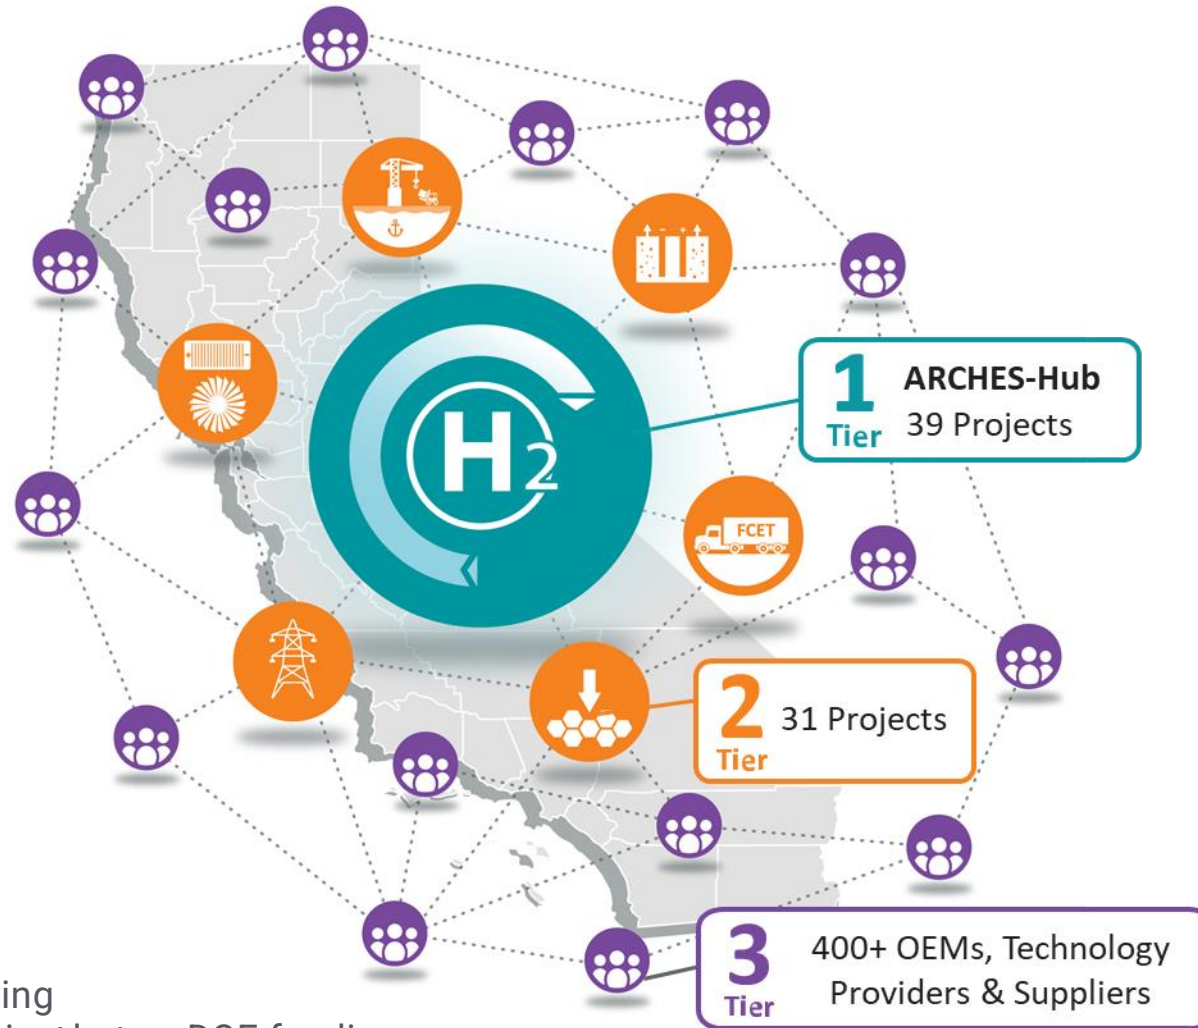 H2
1
Tier
ARCHES-Hub
39 Projects
FCET
2
Tier
31 Projects
3
Tier
400+ OEMs, Technology
Providers & Suppliers
ing
DOE